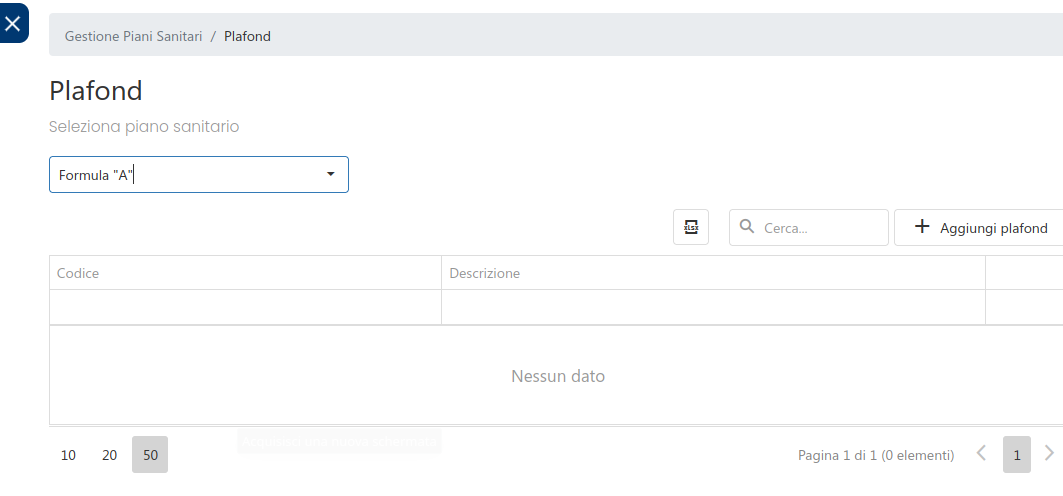 Gestione Piani Sanitari / Plafond
Plafond
Seleziona piano sanitario
Formula "A"
xlsx Cerca... Aggiungi plafond
Codice Descrizione
Nessun dato
10 20 50 Pagina 1 di 1 (0 elementi) 1